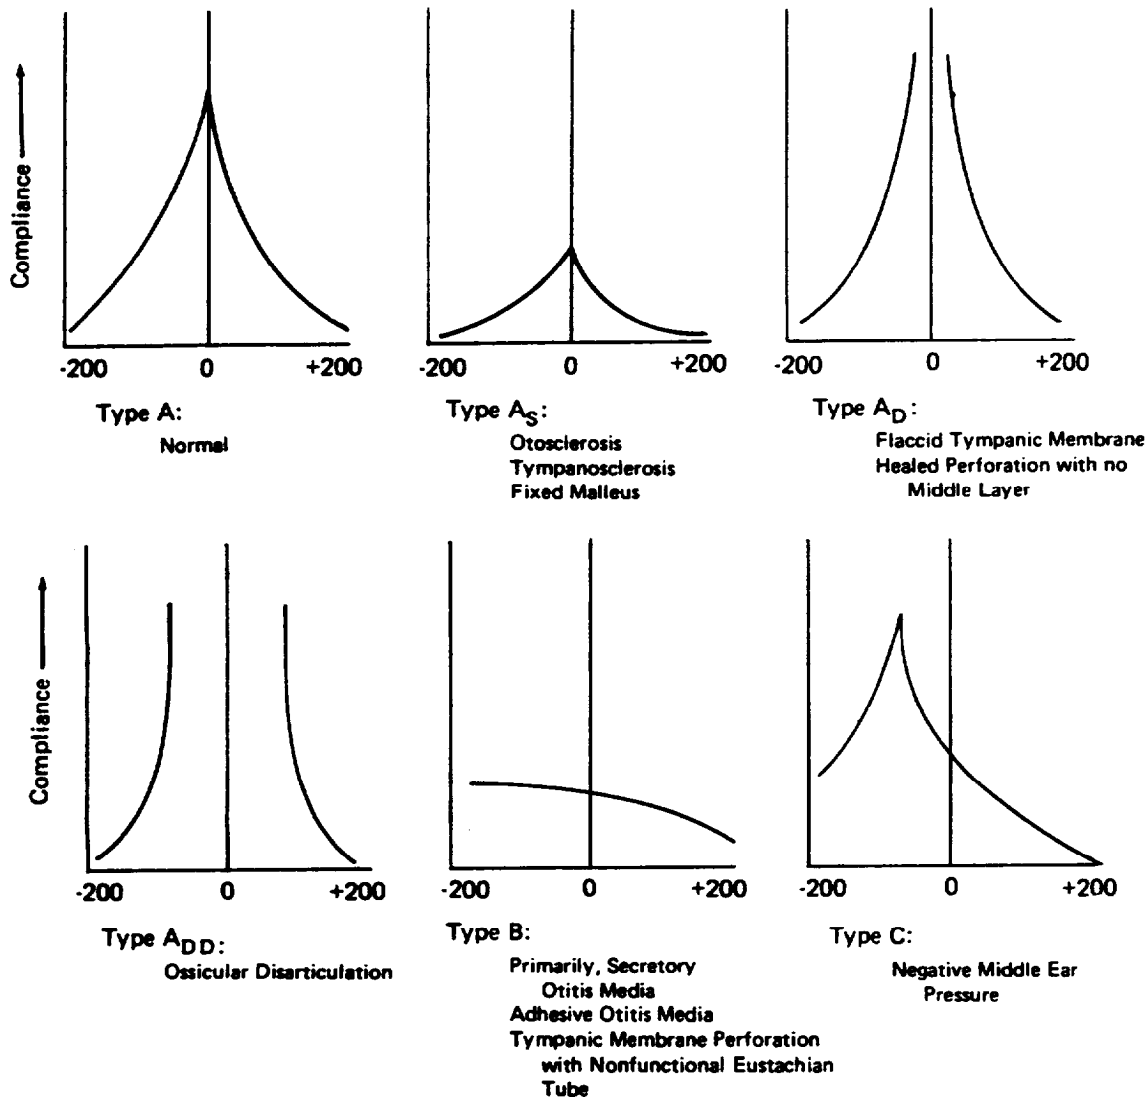 Compliance
-200 0 +200
Type A:
Normal
-200 0 +200
Type AS:
Otosclerosis
Tympanosclerosis
Fixed Malleus
-200 0 +200
Type AD:
Flaccid Tympanic Membrane
Healed Perforation with no
Middle Layer
Compliance
-200 0 +200
Type ADD:
Ossicular Disarticulation
-200 0 +200
Type B:
Primarily, Secretory
Otitis Media
Adhesive Otitis Media
Tympanic Membrane Perforation
with Nonfunctional Eustachian
Tube
-200 0 +200
Type C:
Negative Middle Ear
Pressure